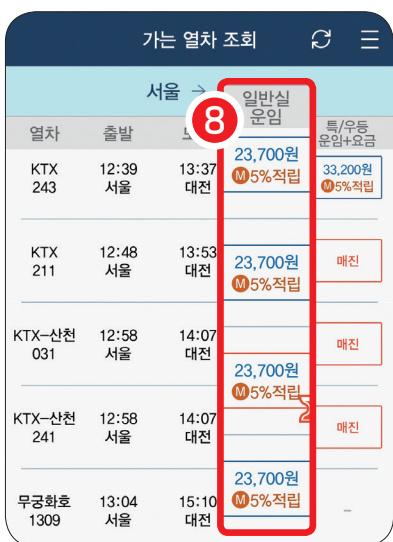 가는 열차 조회
서울 →
8
일반실
운임
열차 출발
특/우등
운임+요금
KTX
243
12:39
서울
13:37
대전
23,700원
M5%적립
33,200원
M5%적립
KTX
211
12:48
서울
13:53
대전
23,700원
M5%적립
매진
KTX-산천
031
12:58
서울
14:07
대전
23,700원
M5%적립
매진
KTX-산천
241
12:58
서울
14:07
대전
매진
무궁화호
1309
13:04
서울
15:10
대전
23,700원
M5%적립
-